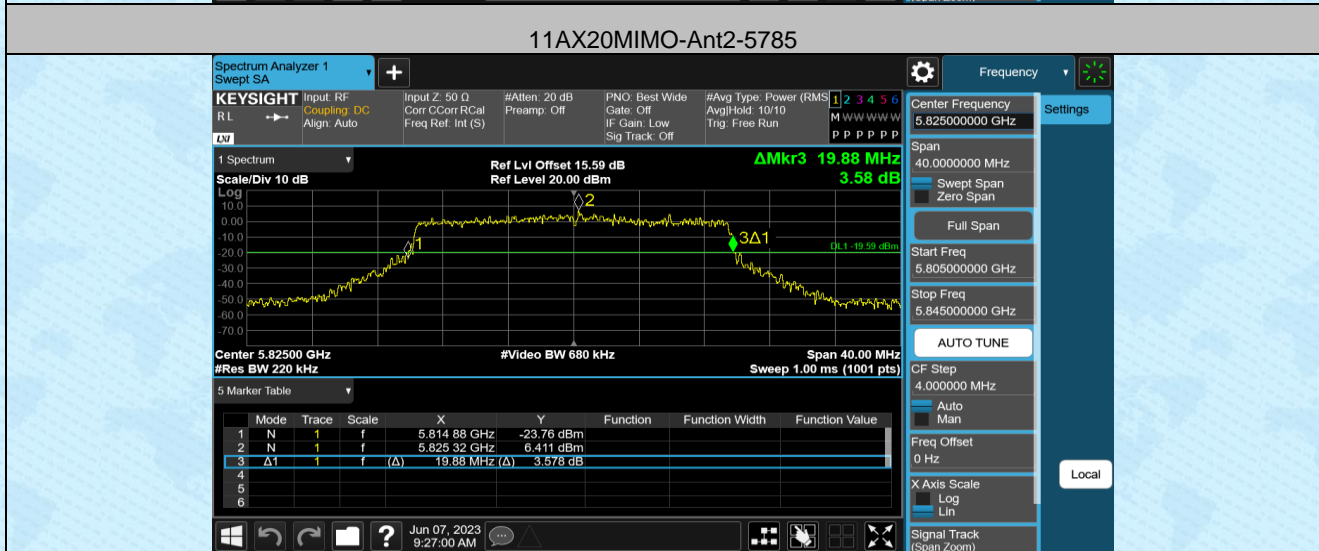 11AX20MIMO-Ant2-5785
Spectrum Analyzer 1
Swept SA
+
Frequency
KEYSIGHT
RL
LXI
Input: RF
Coupling: DC
Align: Auto
Input Z: 50 Ω
Corr CCorr RCal
Freq Ref: Int (S)
#Atten: 20 dB
Preamp: Off
PNO: Best Wide
Gate: Off
IF Gain: Low
Sig Track: Off
#Avg Type: Power (RMS
Avg|Hold: 10/10
Trig: Free Run
1 2 3 4 5 6
M W W W W W
P P P P P P
1 Spectrum
Scale/Div 10 dB
Ref Lvl Offset 15.59 dB
Ref Level 20.00 dBm
ΔMkr3 19.88 MHz
3.58 dB
Log
10.0
0.00
-10.0
-20.0
-30.0
-40.0
-50.0
-60.0
-70.0
2
1
3Δ1
DL1 -19.59 dBm
Center 5.82500 GHz
#Video BW 680 kHz
Span 40.00 MHz
#Res BW 220 kHz
Sweep 1.00 ms (1001 pts)
5 Marker Table
Mode Trace Scale X Y Function Function Width Function Value
1 N 1 f 5.814 88 GHz -23.76 dBm
2 N 1 f 5.825 32 GHz 6.411 dBm
3 Δ1 1 f (Δ) 19.88 MHz (Δ) 3.578 dB
4
5
6
?
Jun 07, 2023
9:27:00 AM
Center Frequency
5.825000000 GHz
Settings
Span
40.0000000 MHz
Swept Span
Zero Span
Full Span
Start Freq
5.805000000 GHz
Stop Freq
5.845000000 GHz
AUTO TUNE
CF Step
4.000000 MHz
Auto
Man
Freq Offset
0 Hz
X Axis Scale
Log
Lin
Local
Signal Track
(Span Zoom)